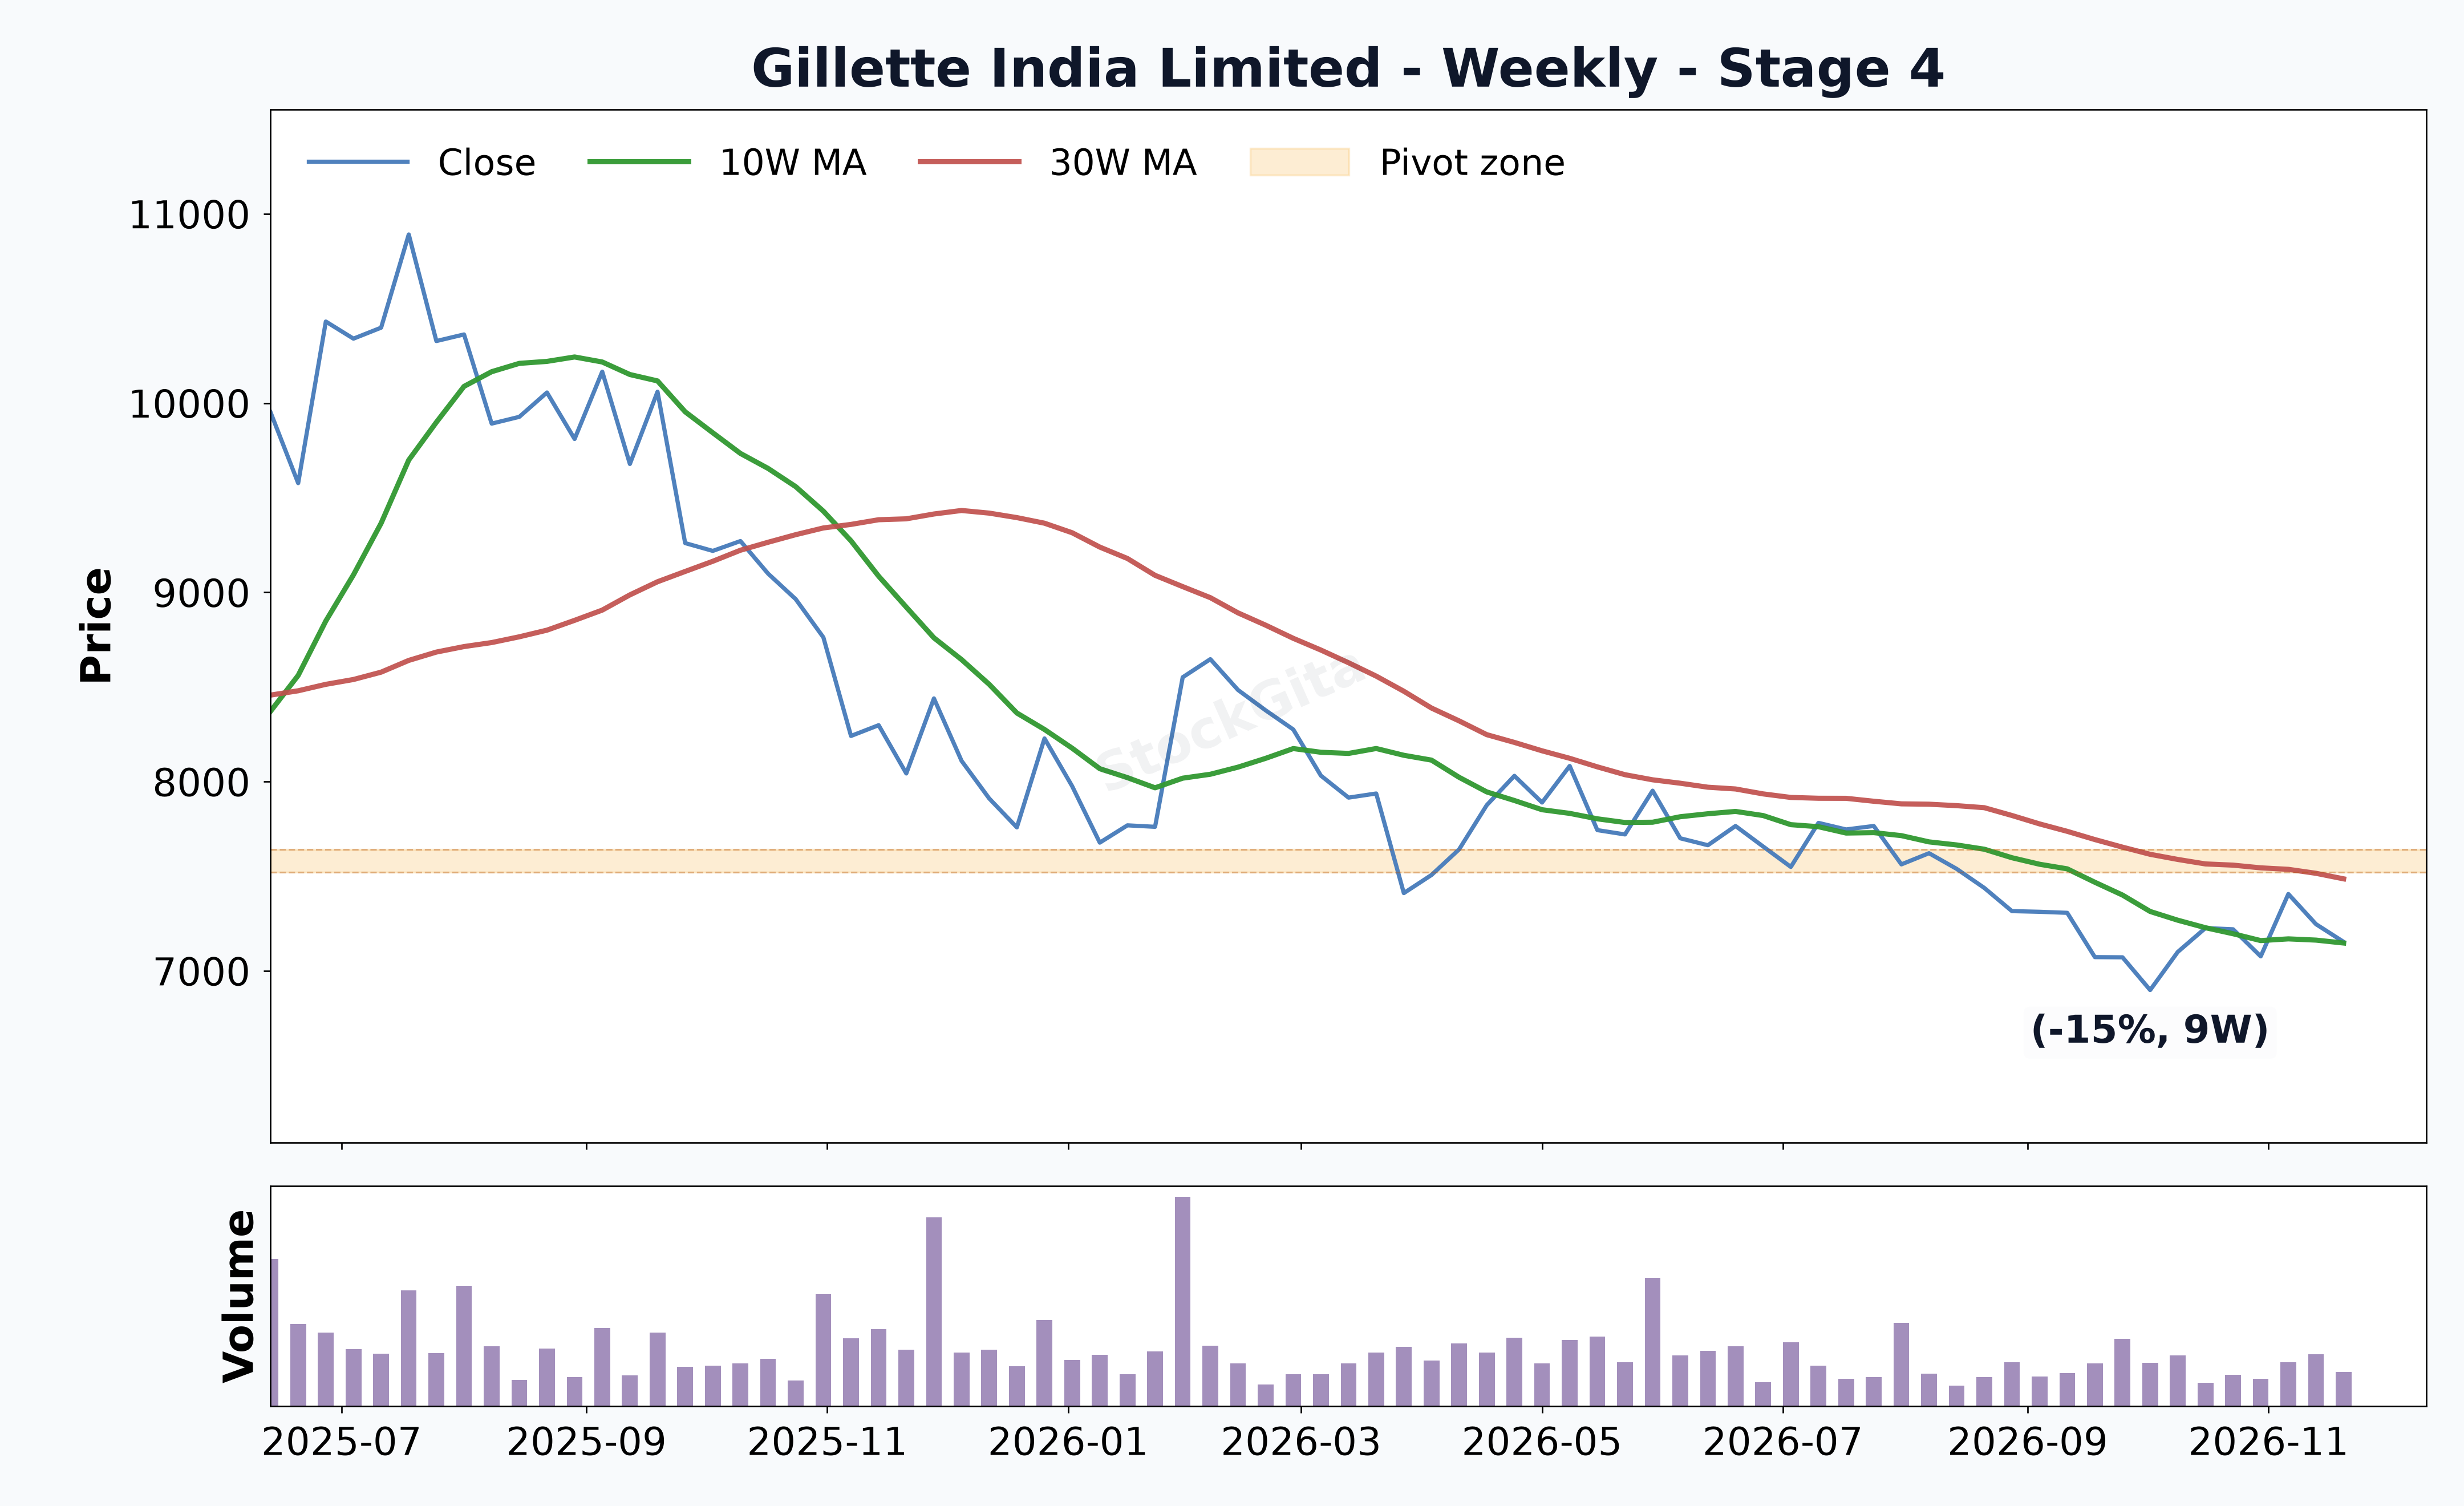 Gillette India Limited - Weekly - Stage 4
Close 10W MA 30W MA Pivot zone
11000
10000
9000
8000
7000
Price
StockGita
(-15%, 9W)
Volume
2025-07 2025-09 2025-11 2026-01 2026-03 2026-05 2026-07 2026-09 2026-11